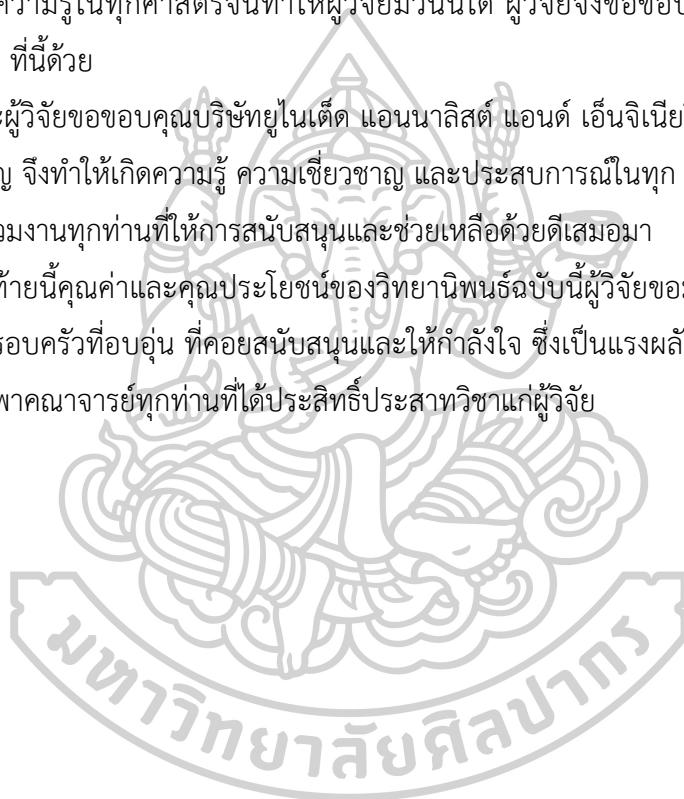 ความรู้ในทุกศาสตร์จนทำให้ผู้วิจัยมีวันนี้ได้ ผู้วิจัยจึงขอขอบ
ที่นี้ด้วย
ผู้วิจัยขอขอบคุณบริษัทยูไนเต็ด แอนนาลิสต์ แอนด์ เอ็นจิเนีย
จึงทำให้เกิดความรู้ ความเชี่ยวชาญ และประสบการณ์ในทุก
วมงานทุกท่านที่ให้การสนับสนุนและช่วยเหลือด้วยดีเสมอมา
ท้ายนี้คุณค่าและคุณประโยชน์ของวิทยานิพนธ์ฉบับนี้ผู้วิจัยขอ
รอบครัวที่อบอุ่น ที่คอยสนับสนุนและให้กำลังใจ ซึ่งเป็นแรงผลั
พาคณาจารย์ทุกท่านที่ได้ประสิทธิ์ประสาทวิชาแก่ผู้วิจัย
มหาวิทยาลัยศิลปากร